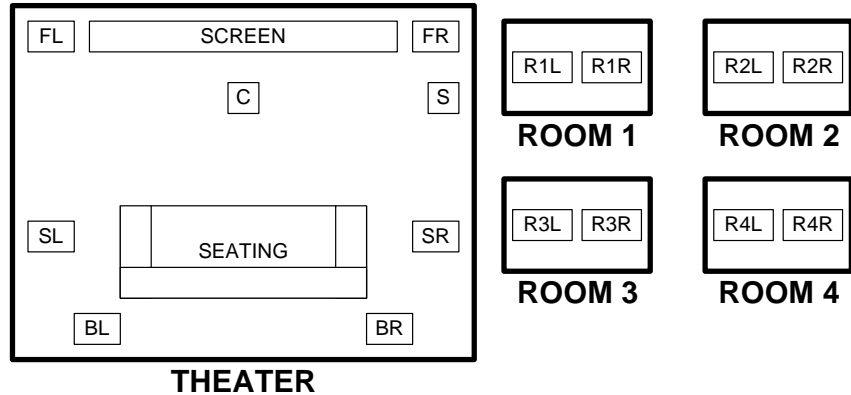 FL
SCREEN
FR
C
S
SL
SEATING
SR
BL
BR
THEATER
R1L
R1R
ROOM 1
R2L
R2R
ROOM 2
R3L
R3R
ROOM 3
R4L
R4R
ROOM 4